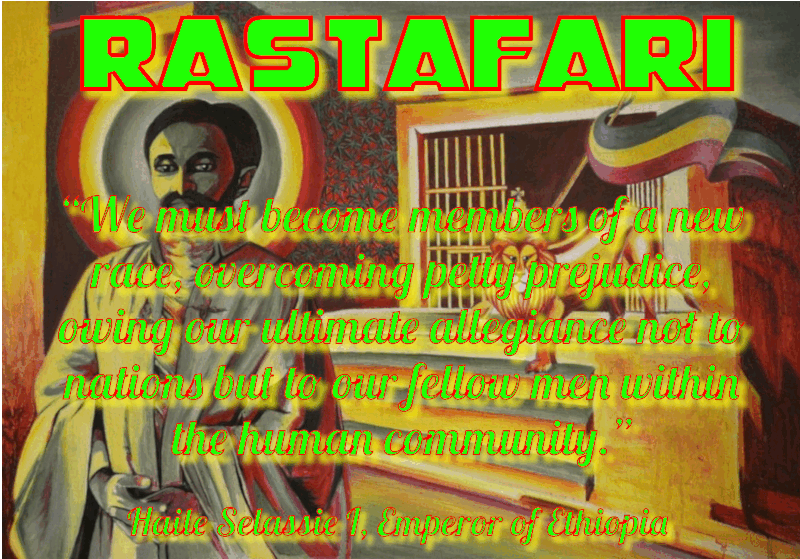 RASTAFARI
“We must become members of a new
race, overcoming petty prejudice,
owing our ultimate allegiance not to
nations but to our fellow men within
the human community.”
Haile Selassie I, Emperor of Ethiopia